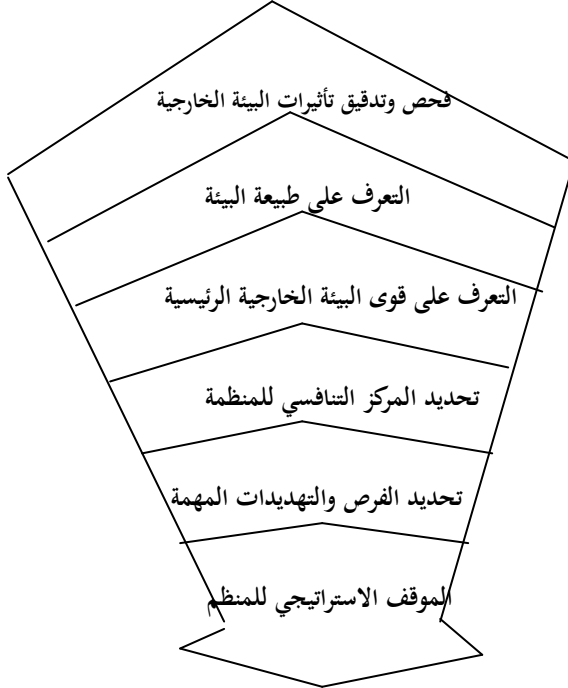 فحص وتدقيق تأثيرات البيئة الخارجية
التعرف على طبيعة البيئة
التعرف على قوى البيئة الخارجية الرئيسية
تحديد المركز التنافسي للمنظمة
تحديد الفرص والتهديدات المهمة
الموقف الاستراتيجي للمنظم